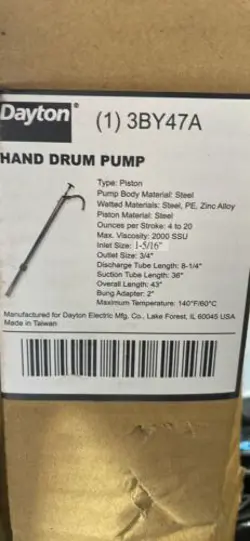 Dayton® (1) 3BY47A
HAND DRUM PUMP
Type: Piston
Pump Body Material: Steel
Wetted Materials: Steel, PE, Zinc Alloy
Piston Material: Steel
Ounces per Stroke: 4 to 20
Max. Viscosity: 2000 SSU
Inlet Size: 1-5/16"
Outlet Size: 3/4"
Discharge Tube Length: 8-1/4"
Suction Tube Length: 36"
Overall Length: 43"
Bung Adapter: 2"
Maximum Temperature: 140°F/60°C
Manufactured for Dayton Electric Mfg. Co., Lake Forest, IL 60045 USA
Made in Taiwan